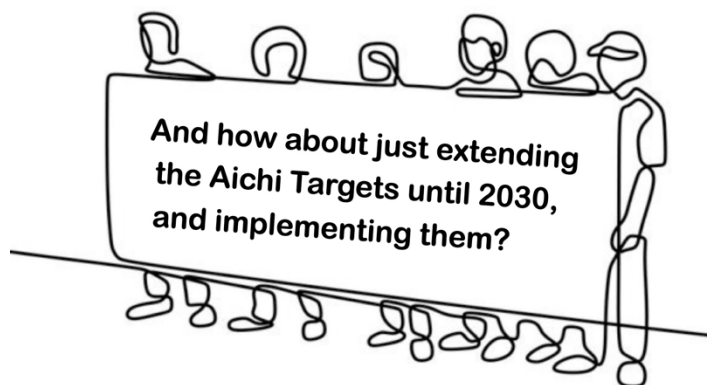 And how about just extending
the Aichi Targets until 2030,
and implementing them?